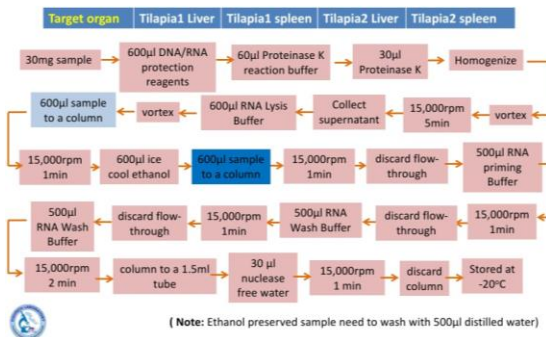 Target organ Tilapia1 Liver Tilapia1 spleen Tilapia2 Liver Tilapia2 spleen
30mg sample
600µl DNA/RNA
protection
reagents
60µl Proteinase K
reaction buffer
30µl
Proteinase K
Homogenize
600µl sample
to a column
vortex
600µl RNA Lysis
Buffer
Collect
supernatant
15,000rpm
5min
vortex
15,000rpm
1min
600µl ice
cool ethanol
600µl sample
to a column
15,000rpm
1min
discard flow-
through
500µl RNA
priming
Buffer
500µl
RNA Wash
Buffer
discard flow-
through
15,000rpm
1min
500µl RNA
Wash Buffer
discard flow-
through
15,000rpm
1min
15,000rpm
2 min
column to a 1.5ml
tube
30 µl
nuclease
free water
15,000rpm
1 min
discard
column
Stored at
-20°C
( Note: Ethanol preserved sample need to wash with 500µl distilled water)